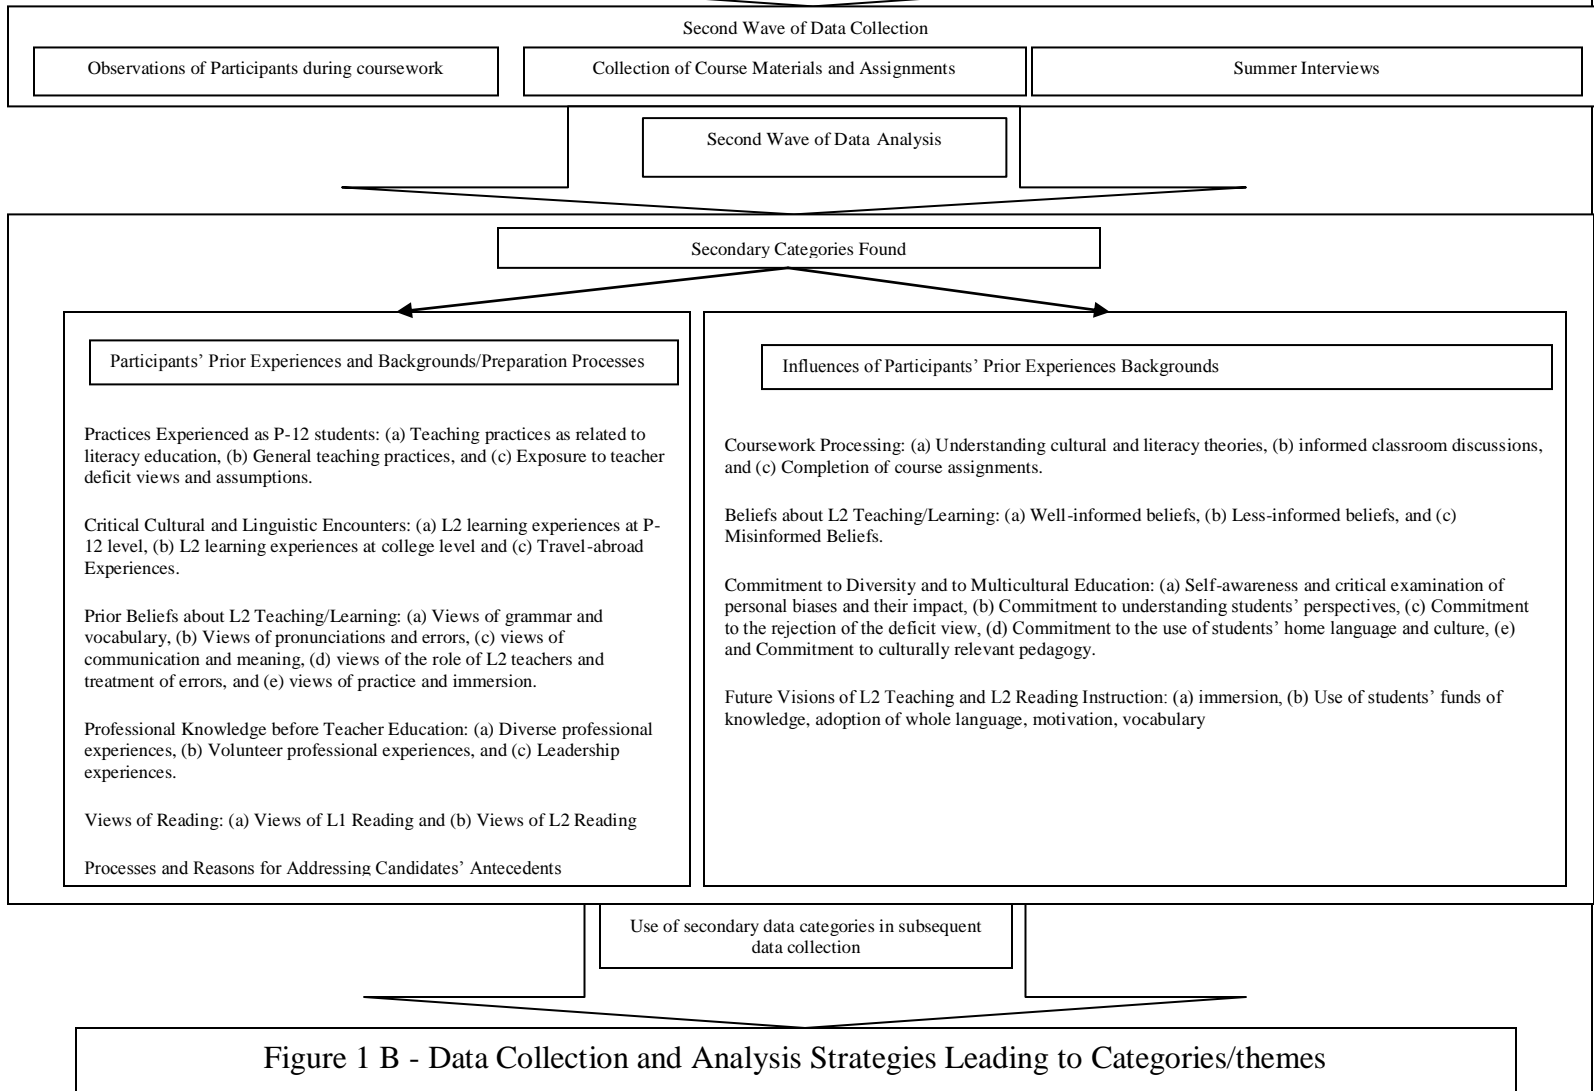 Second Wave of Data Collection
Observations of Participants during coursework
Collection of Course Materials and Assignments
Summer Interviews
Second Wave of Data Analysis
Secondary Categories Found
Participants’ Prior Experiences and Backgrounds/Preparation Processes
Practices Experienced as P-12 students: (a) Teaching practices as related to
literacy education, (b) General teaching practices, and (c) Exposure to teacher
deficit views and assumptions.
Critical Cultural and Linguistic Encounters: (a) L2 learning experiences at P-
12 level, (b) L2 learning experiences at college level and (c) Travel-abroad
Experiences.
Prior Beliefs about L2 Teaching/Learning: (a) Views of grammar and
vocabulary, (b) Views of pronunciations and errors, (c) views of
communication and meaning, (d) views of the role of L2 teachers and
treatment of errors, and (e) views of practice and immersion.
Professional Knowledge before Teacher Education: (a) Diverse professional
experiences, (b) Volunteer professional experiences, and (c) Leadership
experiences.
Views of Reading: (a) Views of L1 Reading and (b) Views of L2 Reading
Processes and Reasons for Addressing Candidates’ Antecedents
Influences of Participants’ Prior Experiences Backgrounds
Coursework Processing: (a) Understanding cultural and literacy theories, (b) informed classroom discussions,
and (c) Completion of course assignments.
Beliefs about L2 Teaching/Learning: (a) Well-informed beliefs, (b) Less-informed beliefs, and (c)
Misinformed Beliefs.
Commitment to Diversity and to Multicultural Education: (a) Self-awareness and critical examination of
personal biases and their impact, (b) Commitment to understanding students’ perspectives, (c) Commitment
to the rejection of the deficit view, (d) Commitment to the use of students’ home language and culture, (e)
and Commitment to culturally relevant pedagogy.
Future Visions of L2 Teaching and L2 Reading Instruction: (a) immersion, (b) Use of students’ funds of
knowledge, adoption of whole language, motivation, vocabulary
Use of secondary data categories in subsequent
data collection
Figure 1 B - Data Collection and Analysis Strategies Leading to Categories/themes